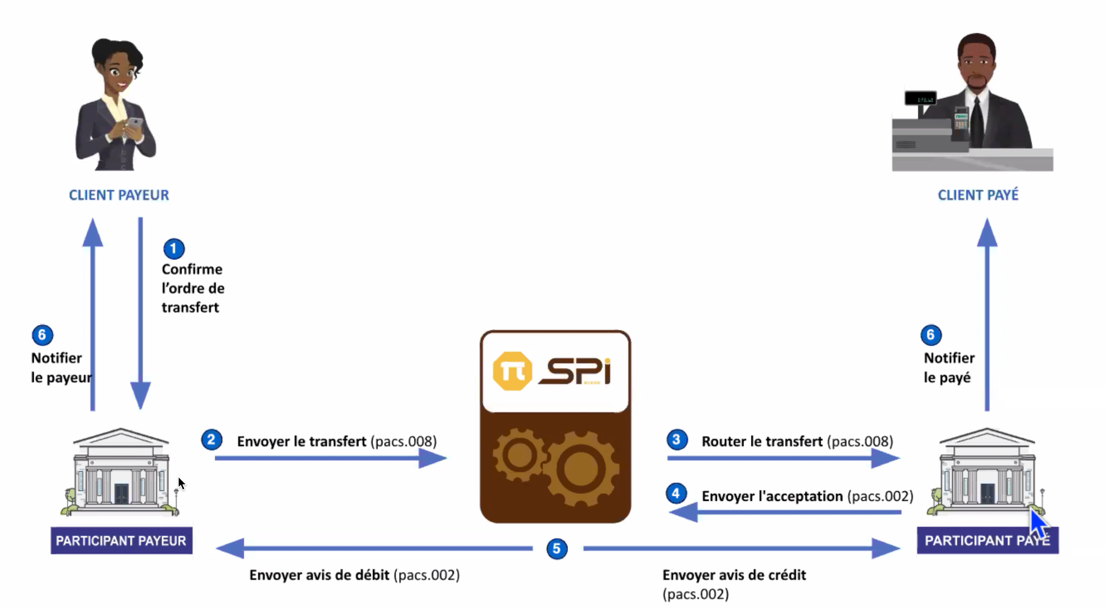 CLIENT PAYEUR
CLIENT PAYÉ
1
Confirme
l'ordre de
transfert
6
Notifier
le payeur
6
Notifier
le payé
π SPi
2 Envoyer le transfert (pacs.008)
3 Router le transfert (pacs.008)
4 Envoyer l'acceptation (pacs.002)
PARTICIPANT PAYEUR
PARTICIPANT PAYÉ
5
Envoyer avis de débit (pacs.002)
Envoyer avis de crédit
(pacs.002)